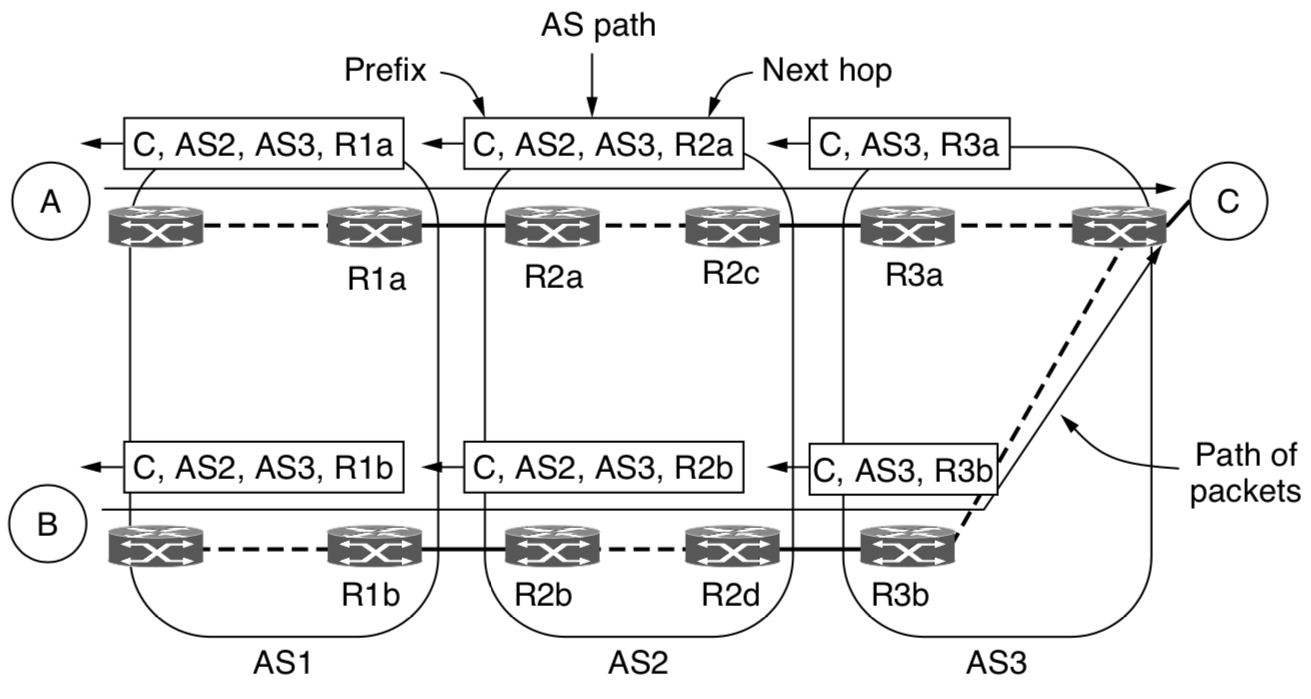 AS path
Prefix
Next hop
C, AS2, AS3, R1a
C, AS2, AS3, R2a
C, AS3, R3a
A
C
R1a
R2a
R2c
R3a
C, AS2, AS3, R1b
C, AS2, AS3, R2b
C, AS3, R3b
Path of
packets
B
R1b
R2b
R2d
R3b
AS1
AS2
AS3